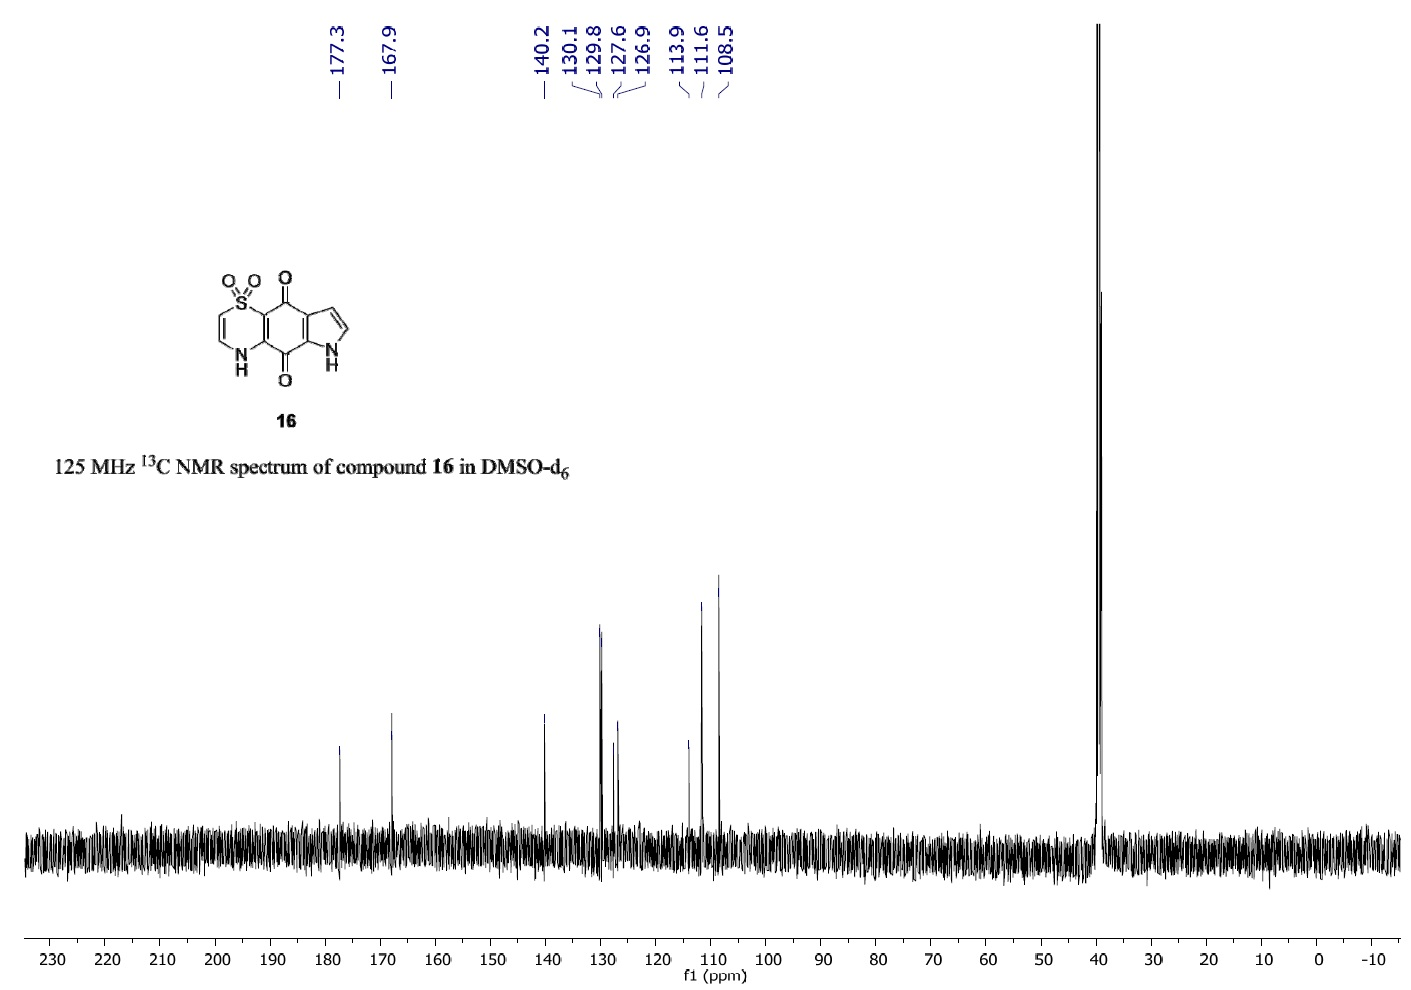 177.3
167.9
140.2
130.1
129.8
127.6
126.9
113.9
111.6
108.5
O O O
S
N
H
N
H
O
16
125 MHz ¹³C NMR spectrum of compound 16 in DMSO-d₆
230 220 210 200 190 180 170 160 150 140 130 120 110 100 90 80 70 60 50 40 30 20 10 0 -10
f1 (ppm)